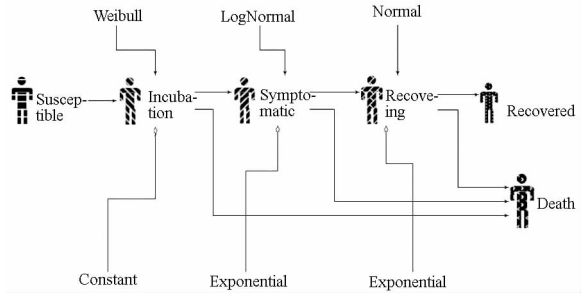 Weibull
LogNormal
Normal
Suscep-
tible
Incuba-
tion
Sympto-
matic
Recove-
ing
Recovered
Death
Constant
Exponential
Exponential